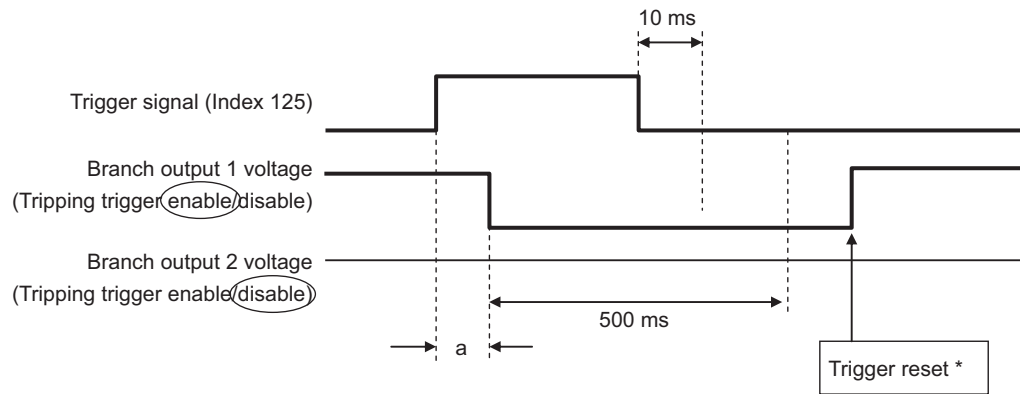 10 ms
Trigger signal (Index 125)
Branch output 1 voltage
(Tripping trigger enable/disable)
Branch output 2 voltage
(Tripping trigger enable/disable)
500 ms
a
Trigger reset *